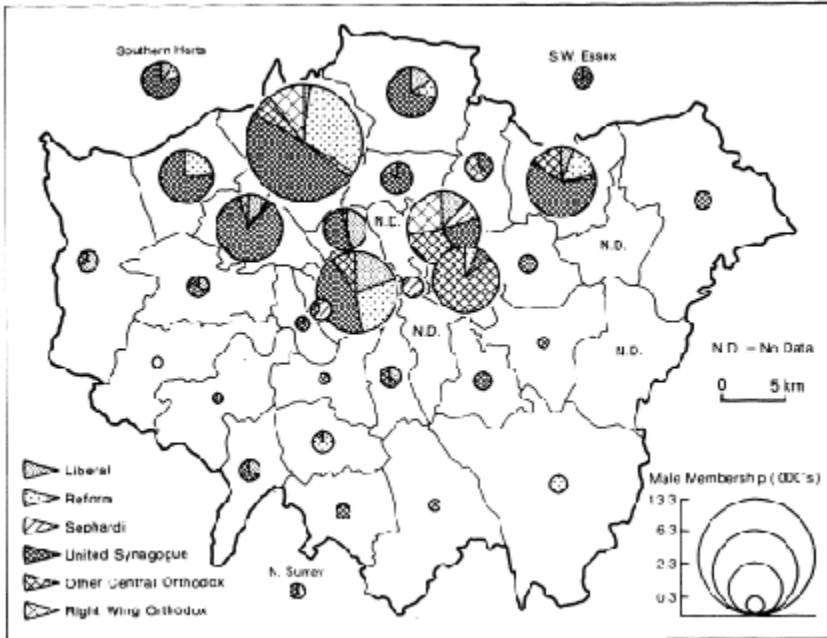 Southern Herts
S.W. Essex
N.D.
N.D.
N.D.
N.D.
N.D. – No Data
0 5 km
Liberal
Reform
Sephardi
United Synagogue
Other Central Orthodox
Right Wing Orthodox
N. Surrey
Male Membership (000's)
13.3
6.3
2.3
0.3